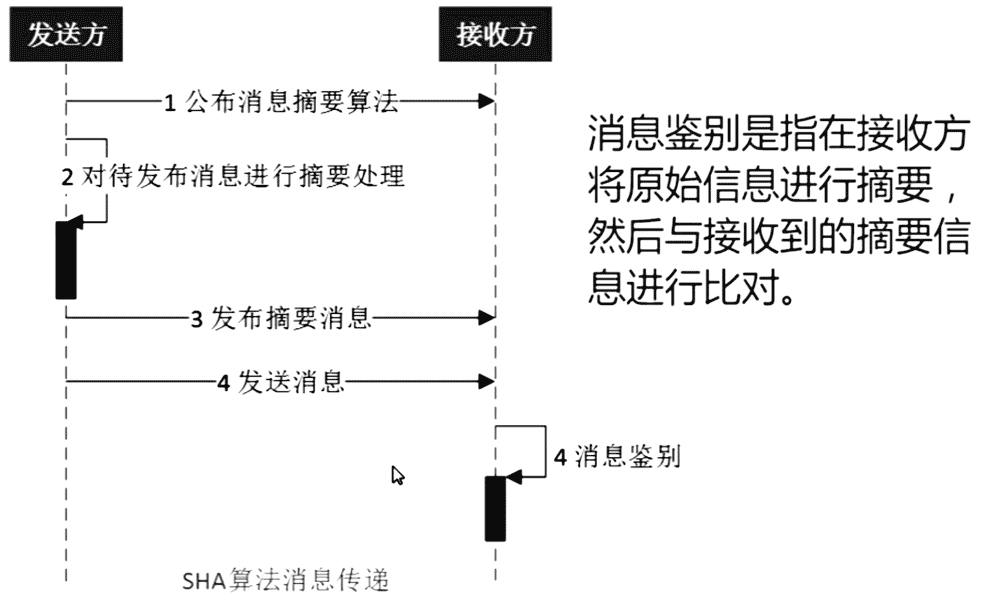 发送方
接收方
1 公布消息摘要算法
2 对待发布消息进行摘要处理
3 发布摘要消息
4 发送消息
4 消息鉴别
SHA算法消息传递
消息鉴别是指在接收方
将原始信息进行摘要，
然后与接收到的摘要信
息进行比对。